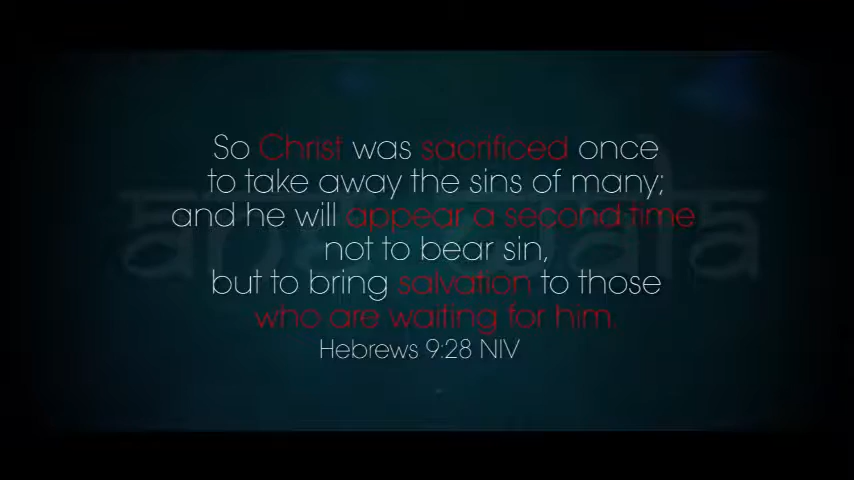 So Christ was sacrificed once
to take away the sins of many;
and he will appear a second time
not to bear sin,
but to bring salvation to those
who are waiting for him.
Hebrews 9:28 NIV